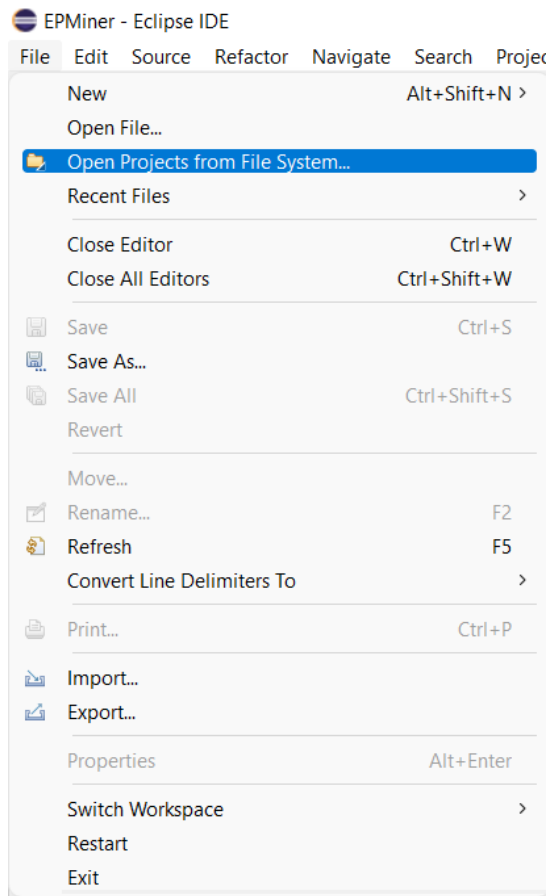 EPMiner - Eclipse IDE
File Edit Source Refactor Navigate Search Projec
New Alt+Shift+N >
Open File...
Open Projects from File System...
Recent Files >
Close Editor Ctrl+W
Close All Editors Ctrl+Shift+W
Save Ctrl+S
Save As...
Save All Ctrl+Shift+S
Revert
Move...
Rename... F2
Refresh F5
Convert Line Delimiters To >
Print... Ctrl+P
Import...
Export...
Properties Alt+Enter
Switch Workspace >
Restart
Exit